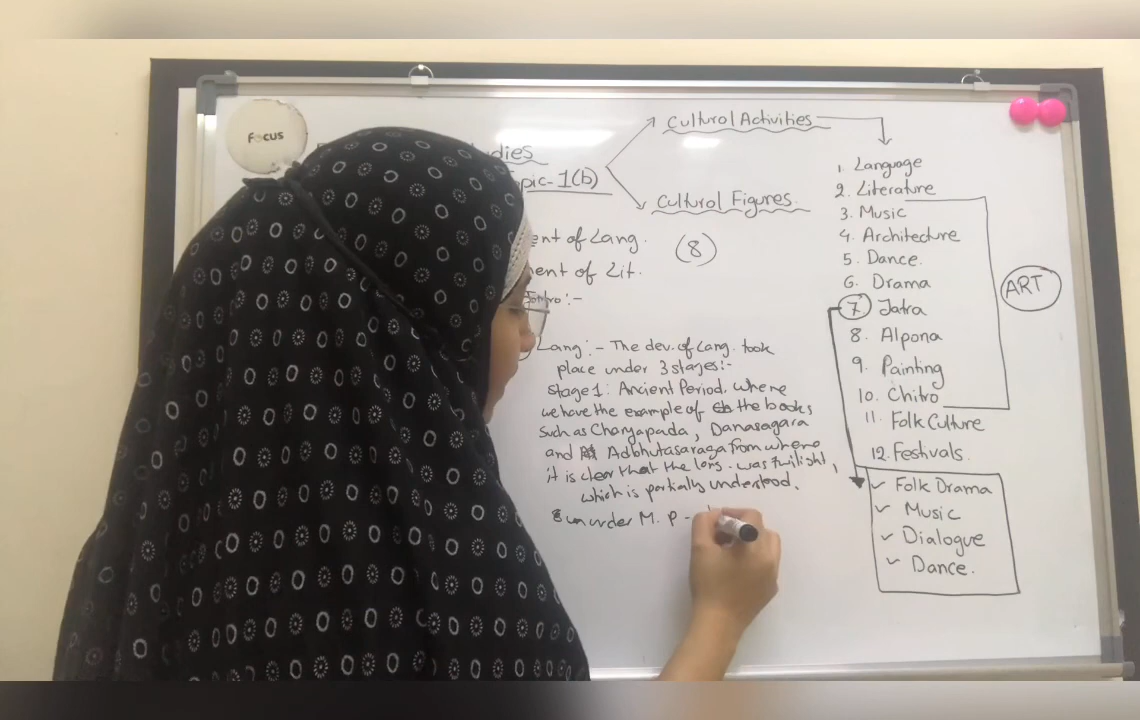 FOCUS
dies
pic-1(b)
Cultural Activities
Cultural Figures.
ent of Lang.
(8)
ent of Lit.
Intro:-
Lang:- The dev. of Lang. took
place under 3 stages:-
Stage 1: Ancient Period. Where
we have the example of the books
such as Charyapada, Danasagara
and Adbhutasaraga from where
it is clear that the lang. was twilight,
which is partially understood.
under M. P -
1. Language
2. Literature
3. Music
4. Architecture
5. Dance.
6. Drama
7. Jatra
8. Alpona
9. Painting
10. Chitro
11. Folk Culture
12. Festivals.
ART
✓ Folk Drama
✓ Music
✓ Dialogue
✓ Dance.